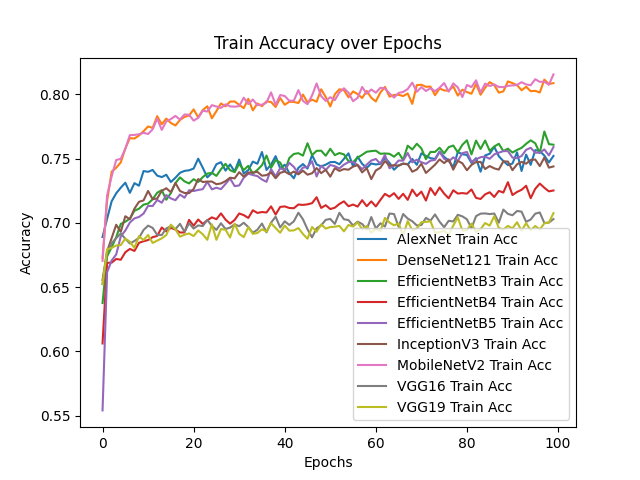 Train Accuracy over Epochs
Accuracy
0.80
0.75
0.70
0.65
0.60
0.55
AlexNet Train Acc
DenseNet121 Train Acc
EfficientNetB3 Train Acc
EfficientNetB4 Train Acc
EfficientNetB5 Train Acc
InceptionV3 Train Acc
MobileNetV2 Train Acc
VGG16 Train Acc
VGG19 Train Acc
0 20 40 60 80 100
Epochs